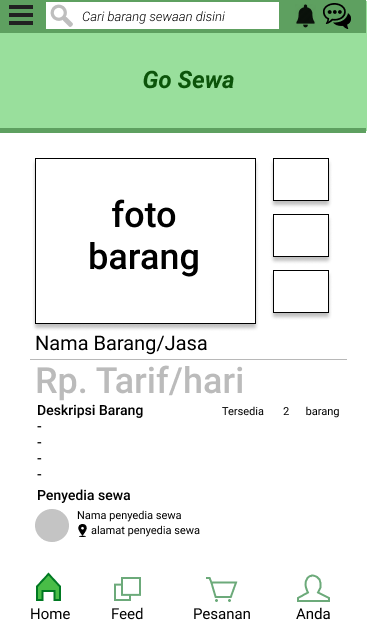 Cari barang sewaan disini
Go Sewa
foto
barang
Nama Barang/Jasa
Rp. Tarif/hari
Deskripsi Barang Tersedia 2 barang
-
-
-
-
Penyedia sewa
Nama penyedia sewa
alamat penyedia sewa
Home Feed Pesanan Anda